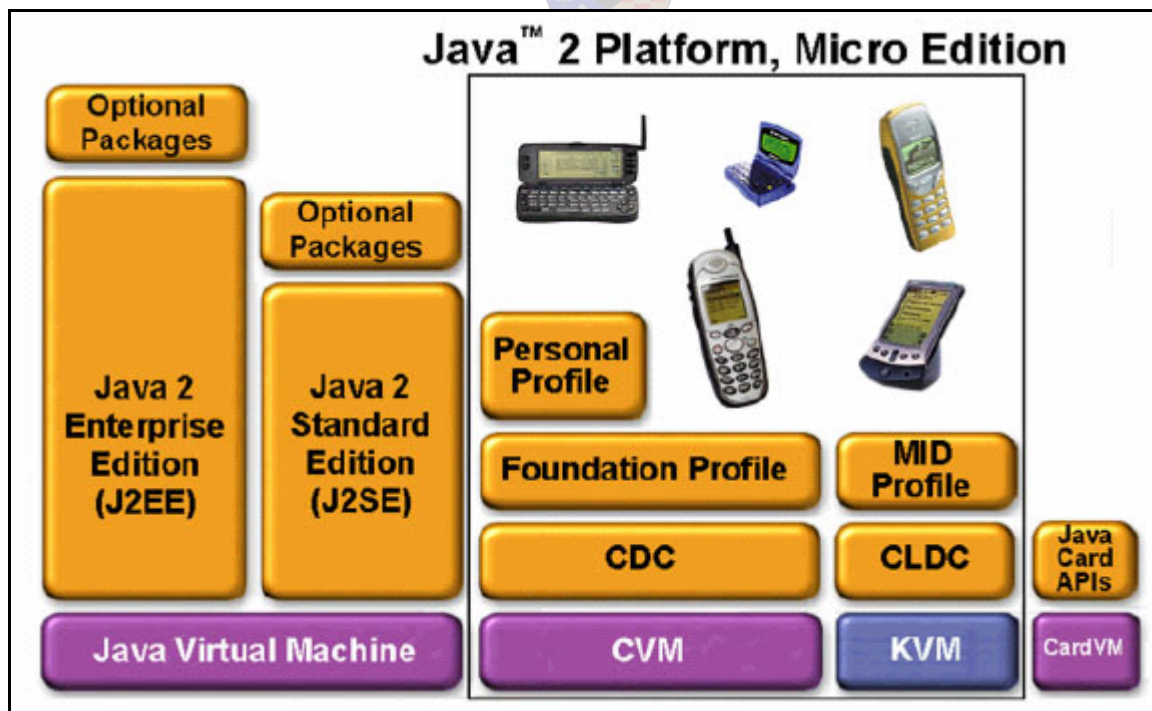 Java™ 2 Platform, Micro Edition
Optional
Packages
Java 2
Enterprise
Edition
(J2EE)
Optional
Packages
Java 2
Standard
Edition
(J2SE)
Java Virtual Machine
Personal
Profile
Foundation Profile
CDC
CVM
MID
Profile
CLDC
KVM
Java
Card
APIs
CardVM